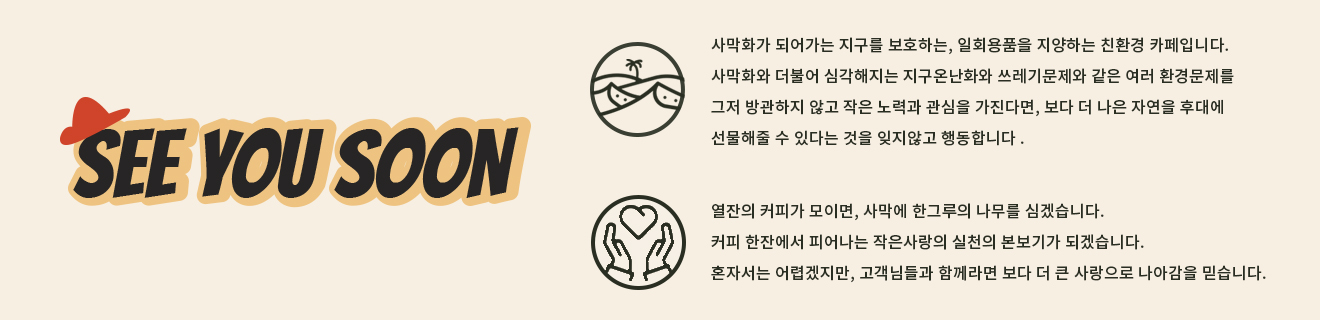 SEE YOU SOON
사막화가 되어가는 지구를 보호하는, 일회용품을 지양하는 친환경 카페입니다.
사막화와 더불어 심각해지는 지구온난화와 쓰레기문제와 같은 여러 환경문제를
그저 방관하지 않고 작은 노력과 관심을 가진다면, 보다 더 나은 자연을 후대에
선물해줄 수 있다는 것을 잊지않고 행동합니다 .
열잔의 커피가 모이면, 사막에 한그루의 나무를 심겠습니다.
커피 한잔에서 피어나는 작은사랑의 실천의 본보기가 되겠습니다.
혼자서는 어렵겠지만, 고객님들과 함께라면 보다 더 큰 사랑으로 나아감을 믿습니다.